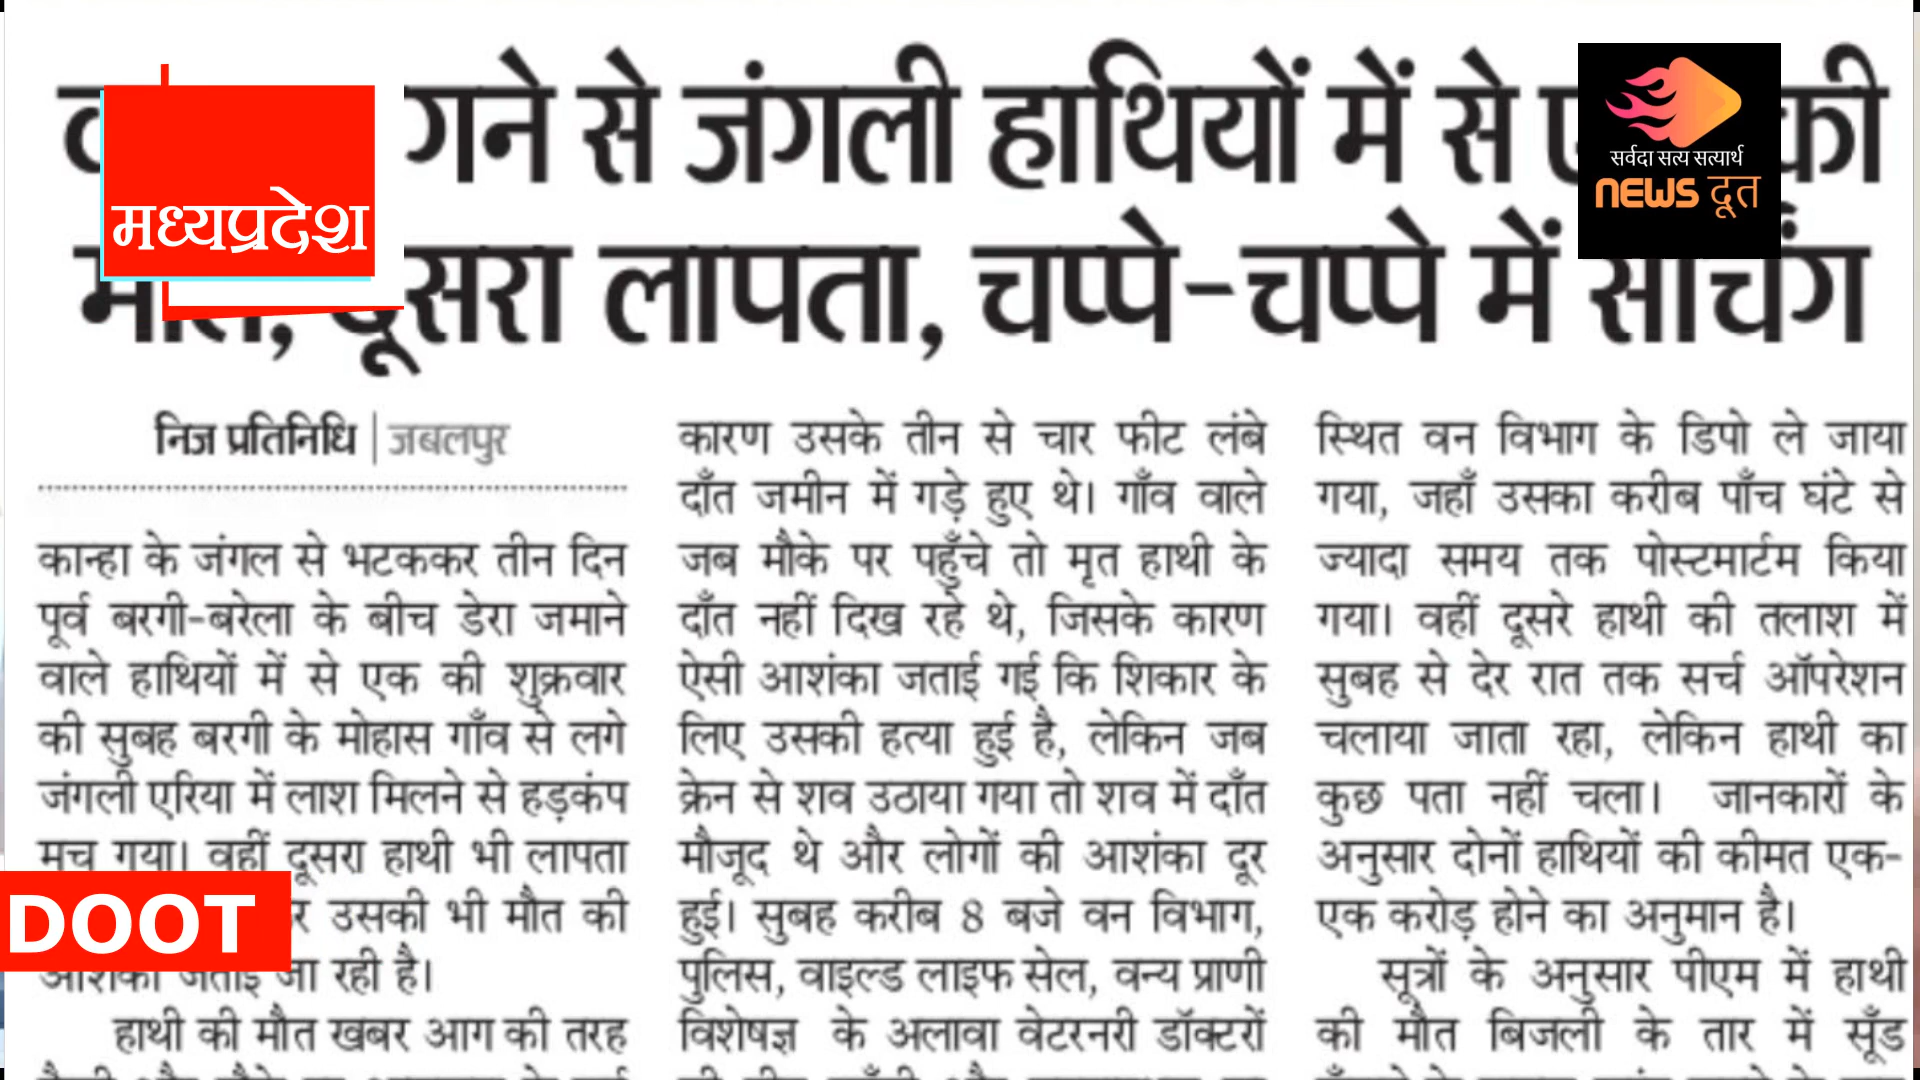 गने से जंगली हाथियों में से की
दूसरा लापता, चप्पे-चप्पे में सर्चिंग
मध्यप्रदेश
सर्वदा सत्य सत्यार्थ
NEWS दूत
निज प्रतिनिधि | जबलपुर
कान्हा के जंगल से भटककर तीन दिन
पूर्व बरगी-बरेला के बीच डेरा जमाने
वाले हाथियों में से एक की शुक्रवार
की सुबह बरगी के मोहास गाँव से लगे
जंगली एरिया में लाश मिलने से हड़कंप
मच गया। वहीं दूसरा हाथी भी लापता
उसकी भी मौत की
आशंका जताई जा रही है।
हाथी की मौत खबर आग की तरह
DOOT
कारण उसके तीन से चार फीट लंबे
दाँत जमीन में गड़े हुए थे। गाँव वाले
जब मौके पर पहुँचे तो मृत हाथी के
दाँत नहीं दिख रहे थे, जिसके कारण
ऐसी आशंका जताई गई कि शिकार के
लिए उसकी हत्या हुई है, लेकिन जब
क्रेन से शव उठाया गया तो शव में दाँत
मौजूद थे और लोगों की आशंका दूर
हुई। सुबह करीब 8 बजे वन विभाग,
पुलिस, वाइल्ड लाइफ सेल, वन्य प्राणी
विशेषज्ञ के अलावा वेटरनरी डॉक्टरों
स्थित वन विभाग के डिपो ले जाया
गया, जहाँ उसका करीब पाँच घंटे से
ज्यादा समय तक पोस्टमार्टम किया
गया। वहीं दूसरे हाथी की तलाश में
सुबह से देर रात तक सर्च ऑपरेशन
चलाया जाता रहा, लेकिन हाथी का
कुछ पता नहीं चला। जानकारों के
अनुसार दोनों हाथियों की कीमत एक-
एक करोड़ होने का अनुमान है।
सूत्रों के अनुसार पीएम में हाथी
की मौत बिजली के तार में सूँड